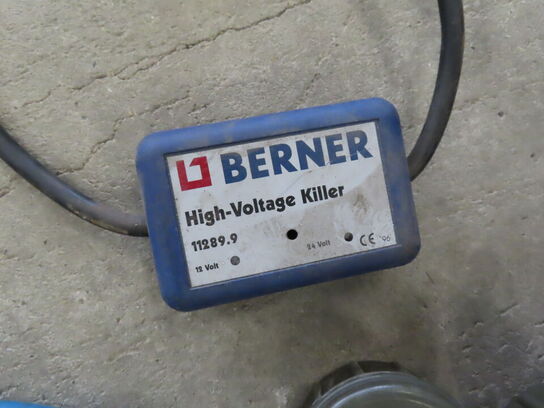 BERNER
High-Voltage Killer
11289.9
12 Volt
24 Volt
CE '96